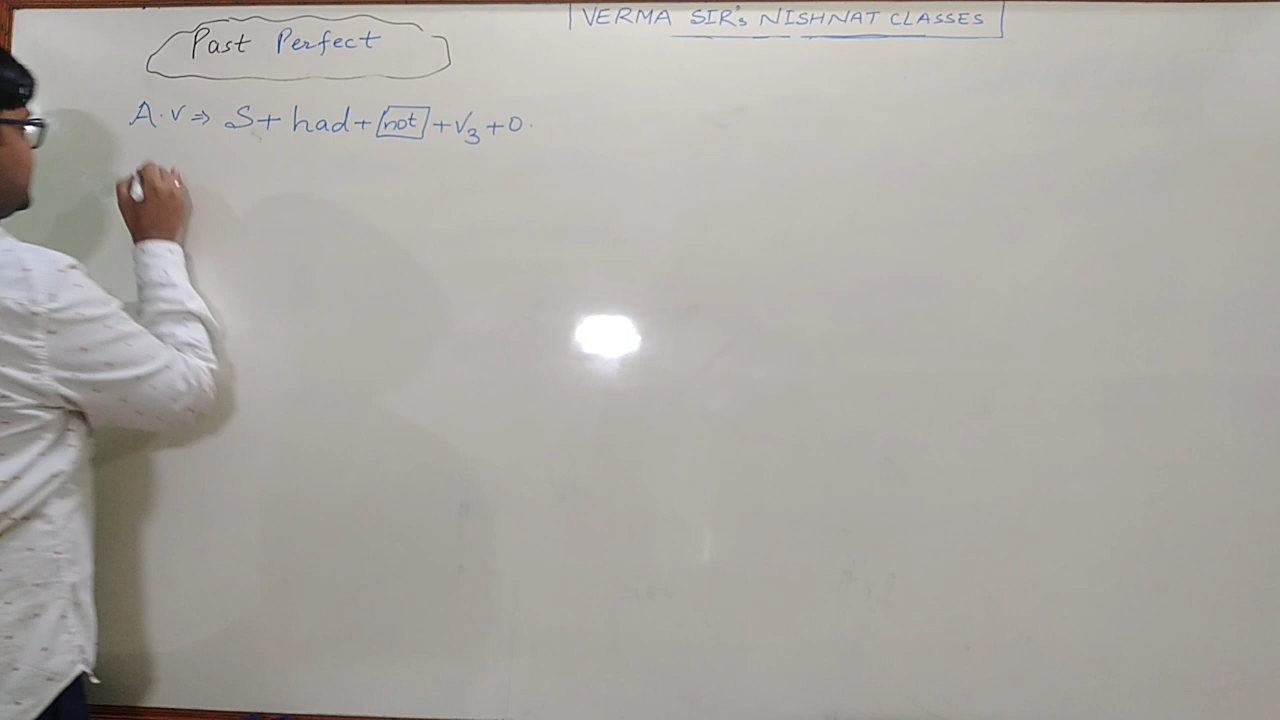 VERMA SIR's NISHNAT CLASSES
Past Perfect
A.V ⇒ S + had + not + V3 + O.